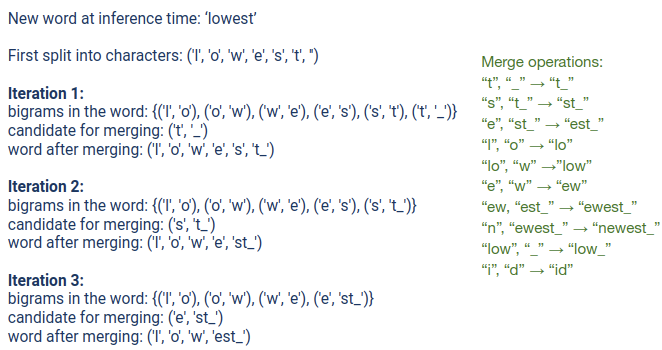 New word at inference time: ‘lowest’
First split into characters: ('l', 'o', 'w', 'e', 's', 't', '')
Iteration 1:
bigrams in the word: {('l', 'o'), ('o', 'w'), ('w', 'e'), ('e', 's'), ('s', 't'), ('t', '_')}
candidate for merging: ('t', '_')
word after merging: ('l', 'o', 'w', 'e', 's', 't_')
Iteration 2:
bigrams in the word: {('l', 'o'), ('o', 'w'), ('w', 'e'), ('e', 's'), ('s', 't_')}
candidate for merging: ('s', 't_')
word after merging: ('l', 'o', 'w', 'e', 'st_')
Iteration 3:
bigrams in the word: {('l', 'o'), ('o', 'w'), ('w', 'e'), ('e', 'st_')}
candidate for merging: ('e', 'st_')
word after merging: ('l', 'o', 'w', 'est_')
Merge operations:
“t”, “_” → “t_”
“s”, “t_” → “st_”
“e”, “st_” → “est_”
“l”, “o” → “lo”
“lo”, “w” →”low”
“e”, “w” → “ew”
“ew, “est_” → “ewest_”
“n”, “ewest_” → “newest_”
“low”, “_” → “low_”
“i”, “d” → “id”